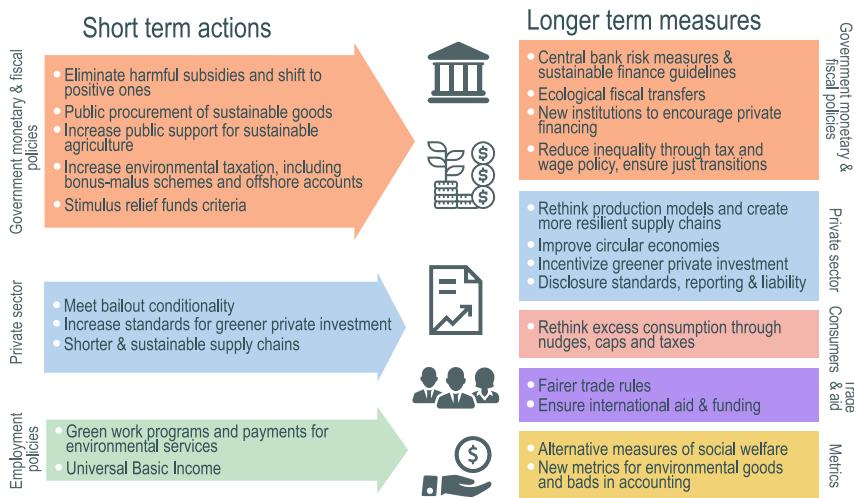 Short term actions
Government monetary & fiscal
policies
• Eliminate harmful subsidies and shift to
positive ones
• Public procurement of sustainable goods
• Increase public support for sustainable
agriculture
• Increase environmental taxation, including
bonus-malus schemes and offshore accounts
• Stimulus relief funds criteria
Private sector
• Meet bailout conditionality
• Increase standards for greener private investment
• Shorter & sustainable supply chains
Employment
policies
• Green work programs and payments for
environmental services
• Universal Basic Income
Longer term measures
• Central bank risk measures &
sustainable finance guidelines
• Ecological fiscal transfers
• New institutions to encourage private
financing
• Reduce inequality through tax and
wage policy, ensure just transitions
Government monetary &
fiscal policies
• Rethink production models and create
more resilient supply chains
• Improve circular economies
• Incentivize greener private investment
• Disclosure standards, reporting & liability
Private sector
• Rethink excess consumption through
nudges, caps and taxes
Consumers
• Fairer trade rules
• Ensure international aid & funding
Trade
& aid
• Alternative measures of social welfare
• New metrics for environmental goods
and bads in accounting
Metrics